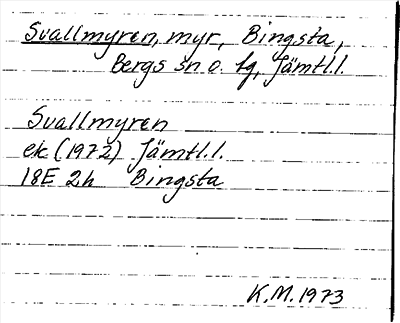 Svallmyren, myr, Bingsta,
Bergs sn o. tg, Jämtl.l.
Svallmyren
ek (1972) Jämtl.l.
18E 2h Bingsta
K.M. 1973